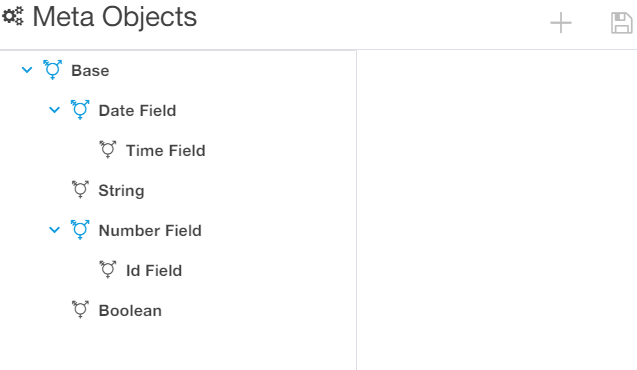 Meta Objects
Base
Date Field
Time Field
String
Number Field
Id Field
Boolean